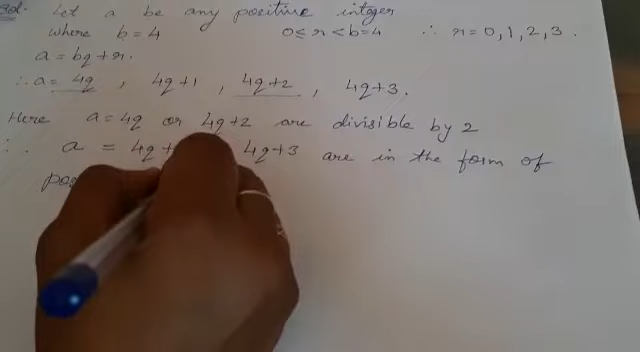 Sol. Let a be any positive integer
where b = 4 0 ≤ r < b = 4 ∴ r = 0, 1, 2, 3.
a = bq + r.
∴ a = 4q , 4q+1 , 4q+2 , 4q+3.
Here a = 4q or 4q+2 are divisible by 2
∴ a = 4q+ 4q+3 are in the form of
pos